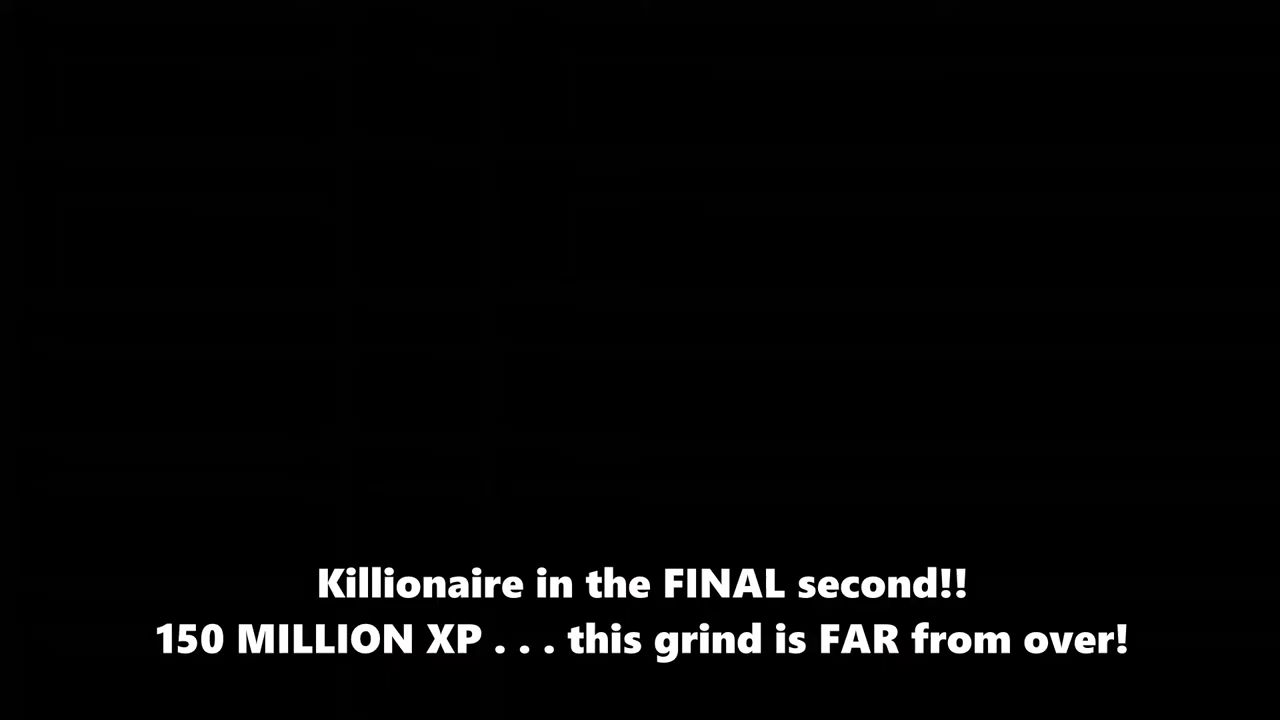 Killionaire in the FINAL second!!
150 MILLION XP . . . this grind is FAR from over!